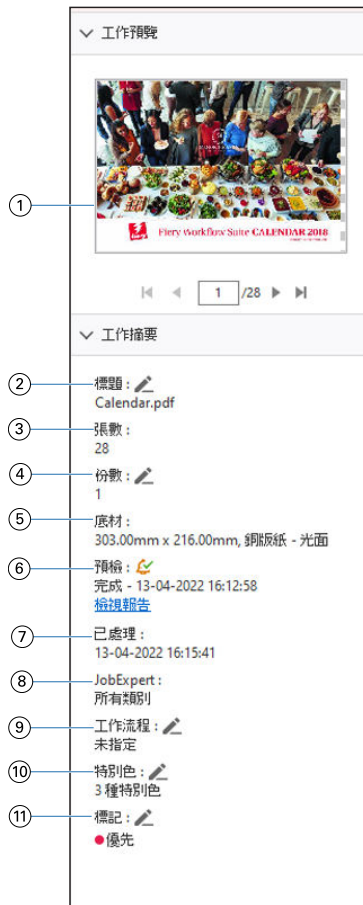 工作預覽
①
Fiery Workflow Suite CALENDAR 2018
1 /28
工作摘要
② 標題：
Calendar.pdf
③ 張數：
28
④ 份數：
1
⑤ 底材：
303.00mm x 216.00mm, 銅版紙 - 光面
⑥ 預檢：
完成 - 13-04-2022 16:12:58
檢視報告
⑦ 已處理：
13-04-2022 16:15:41
⑧ JobExpert：
所有類別
⑨ 工作流程：
未指定
⑩ 特別色：
3 種特別色
⑪ 標記：
優先